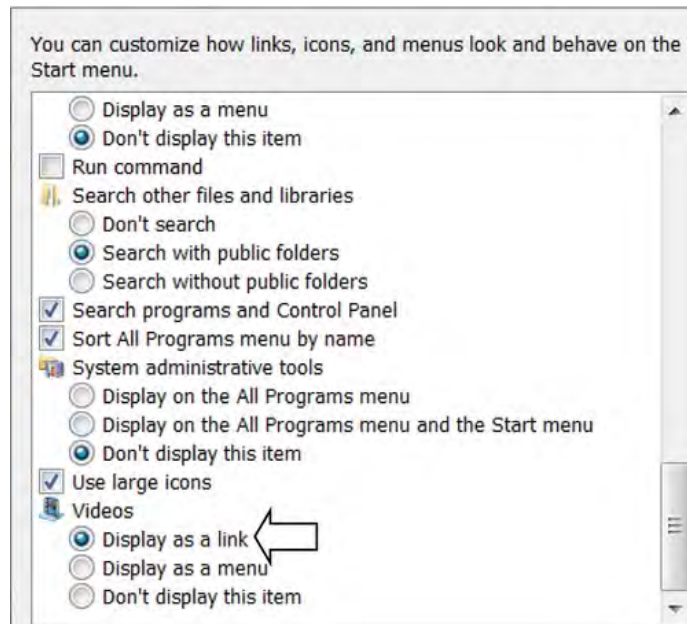 You can customize how links, icons, and menus look and behave on the
Start menu.
Display as a menu
Don't display this item
Run command
Search other files and libraries
Don't search
Search with public folders
Search without public folders
Search programs and Control Panel
Sort All Programs menu by name
System administrative tools
Display on the All Programs menu
Display on the All Programs menu and the Start menu
Don't display this item
Use large icons
Videos
Display as a link
Display as a menu
Don't display this item